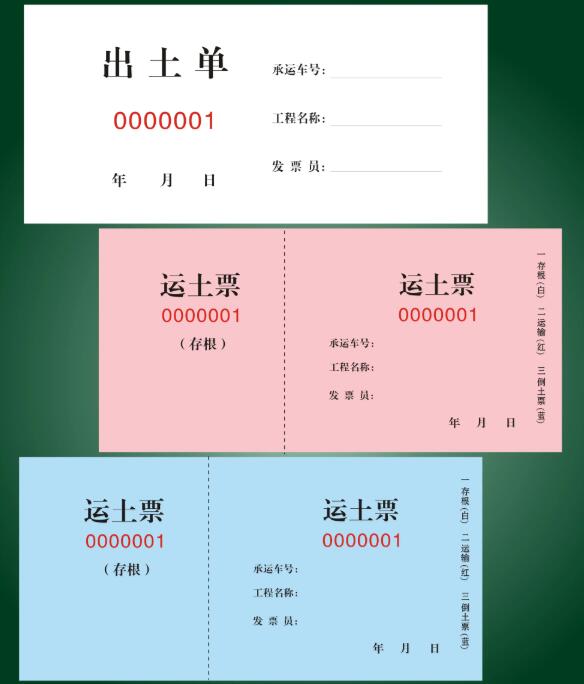 出土单
0000001
年 月 日
承运车号：
工程名称：
发 票 员：
运土票
0000001
（存根）
运土票
0000001
承运车号：
工程名称：
发 票 员：
年 月 日
一存根(白) 二运输(红) 三倒土票(蓝)
运土票
0000001
（存根）
运土票
0000001
承运车号：
工程名称：
发 票 员：
年 月 日
一存根(白) 二运输(红) 三倒土票(蓝)